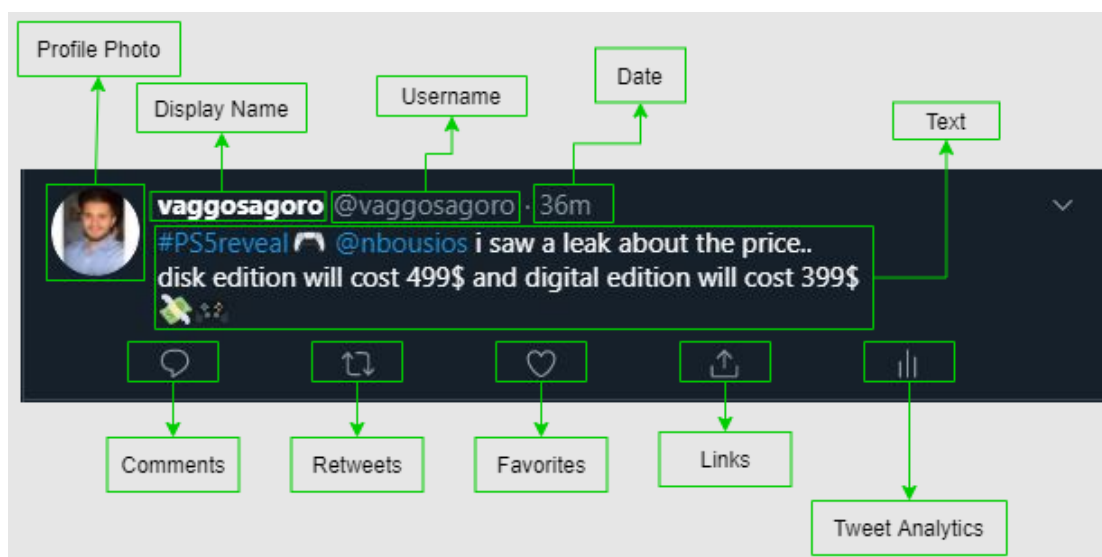 Profile Photo
Display Name
Username
Date
Text
vaggosagoro @vaggosagoro · 36m
#PS5reveal 🎮 @nbousios i saw a leak about the price..
disk edition will cost 499$ and digital edition will cost 399$
💸🎮
Comments
Retweets
Favorites
Links
Tweet Analytics